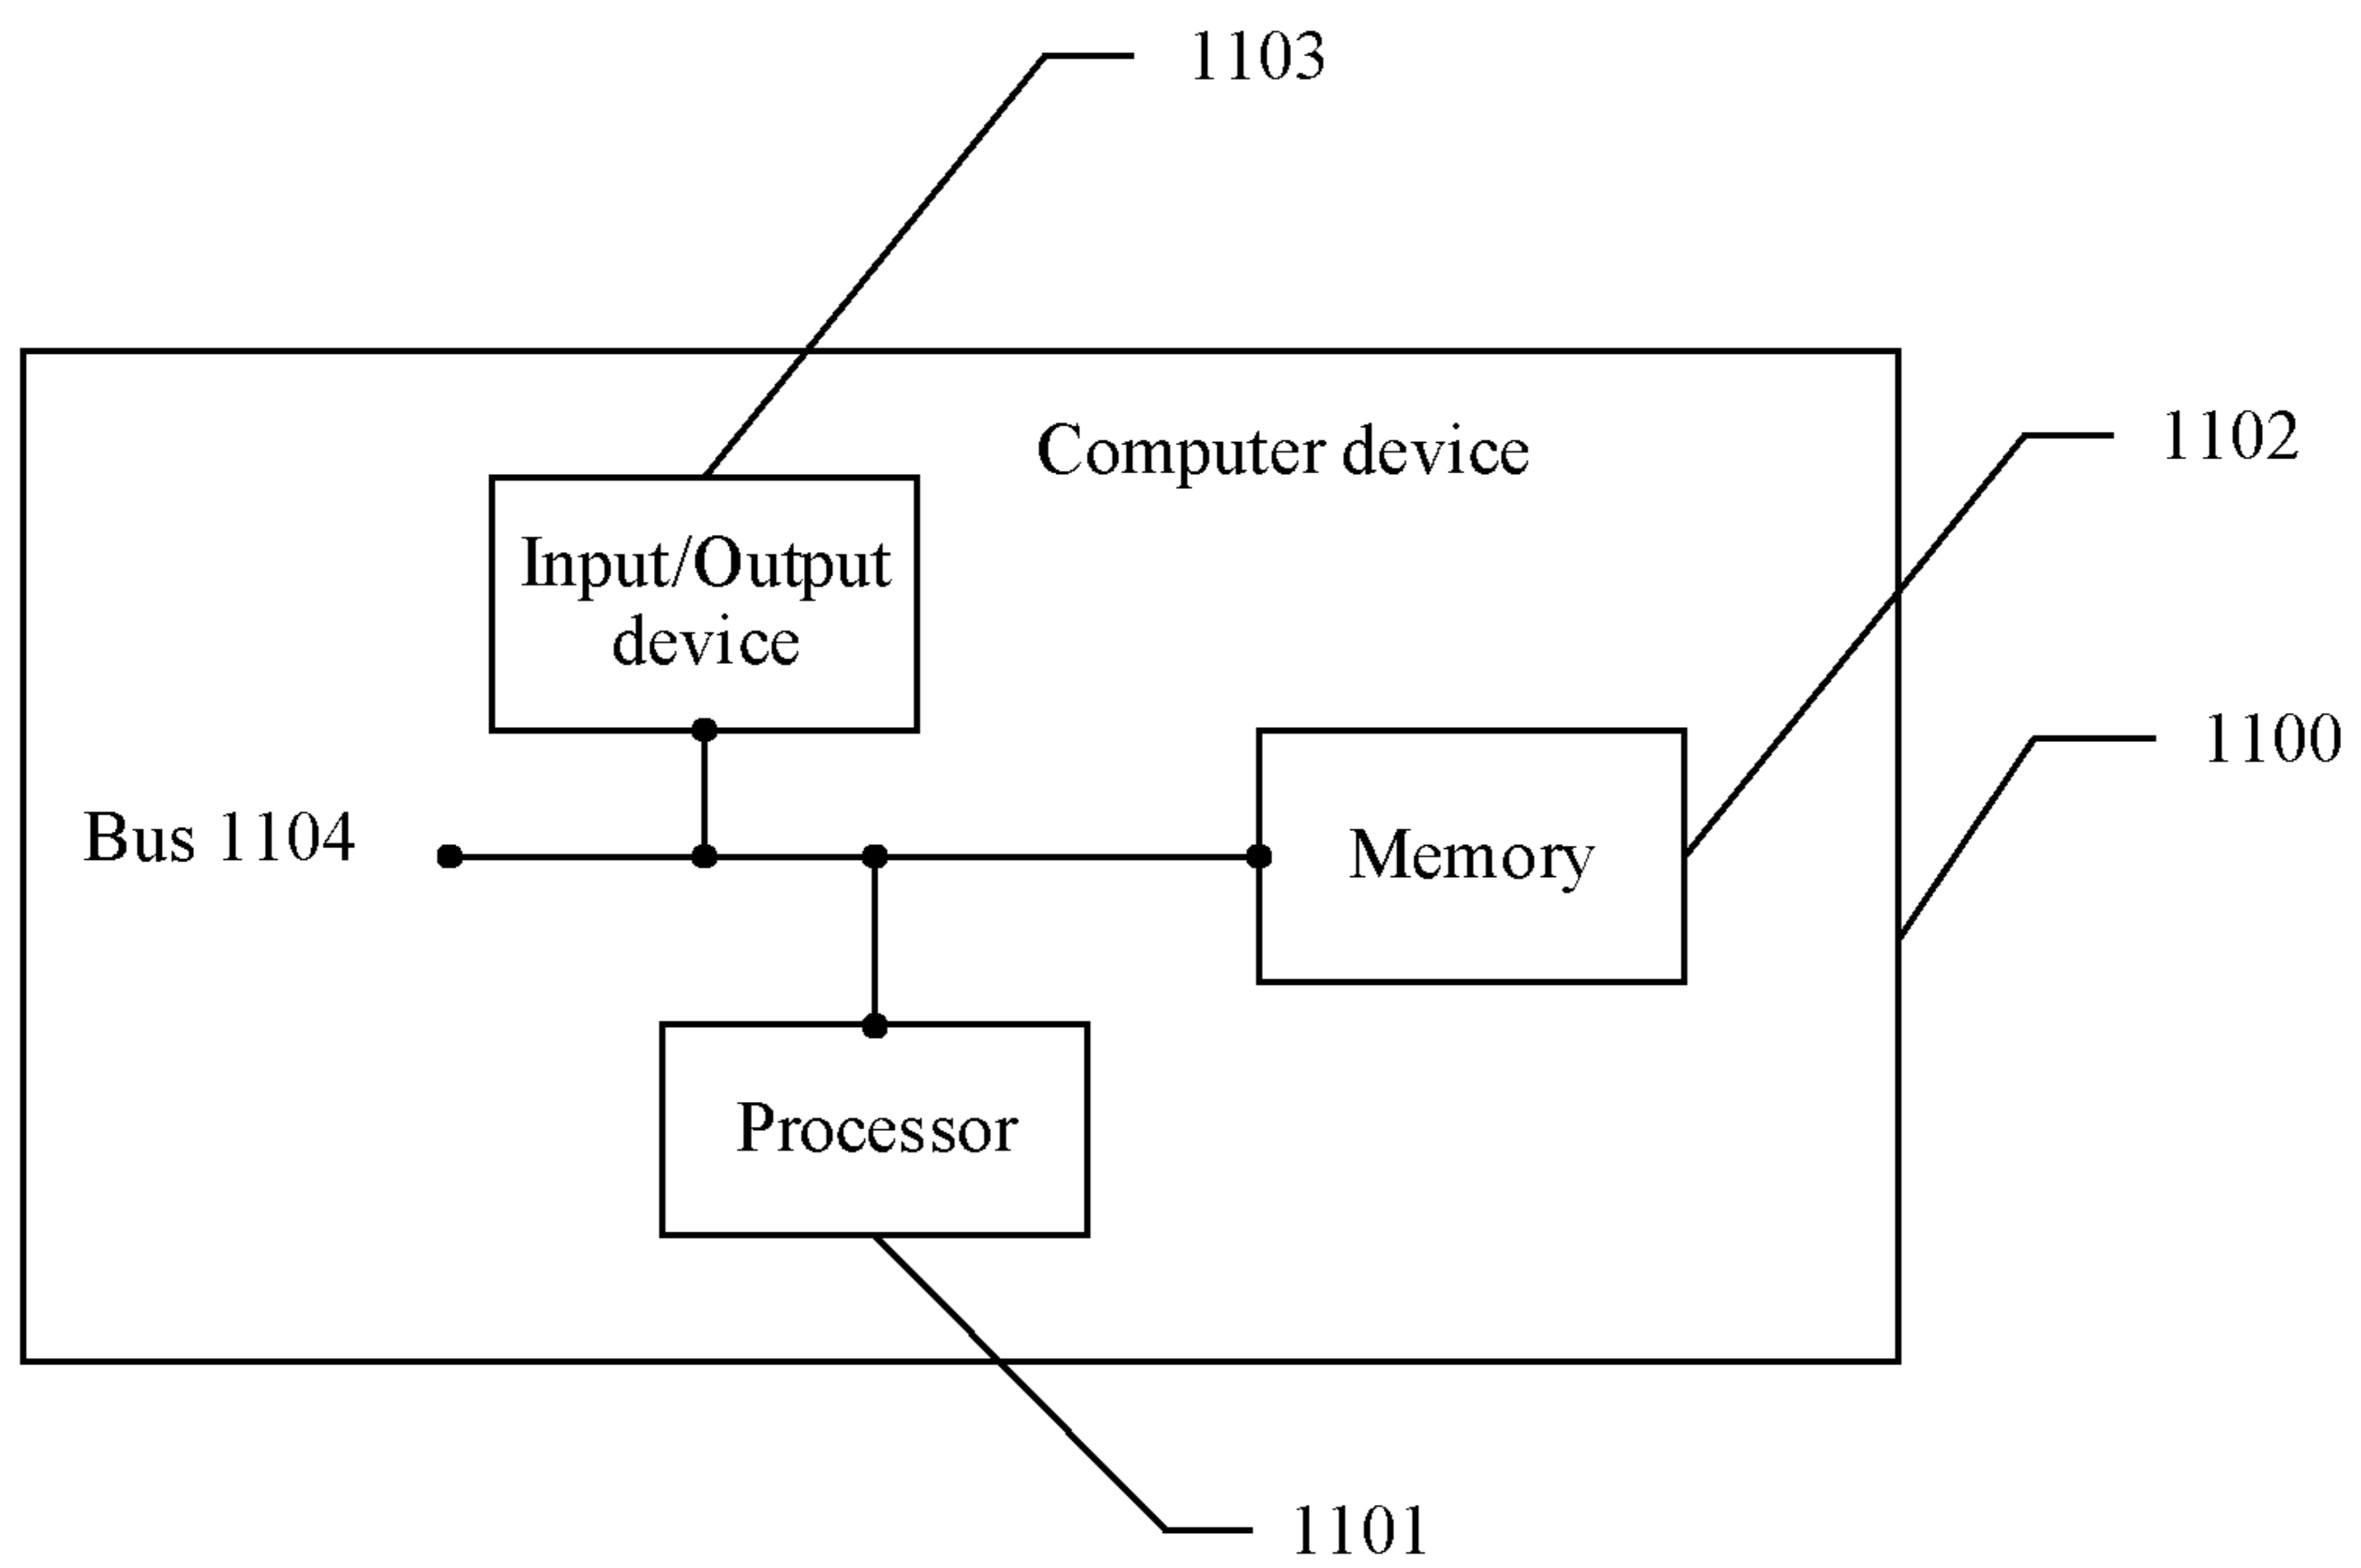 1103
Computer device
1102
Input/Output
device
1100
Bus 1104
Memory
Processor
1101